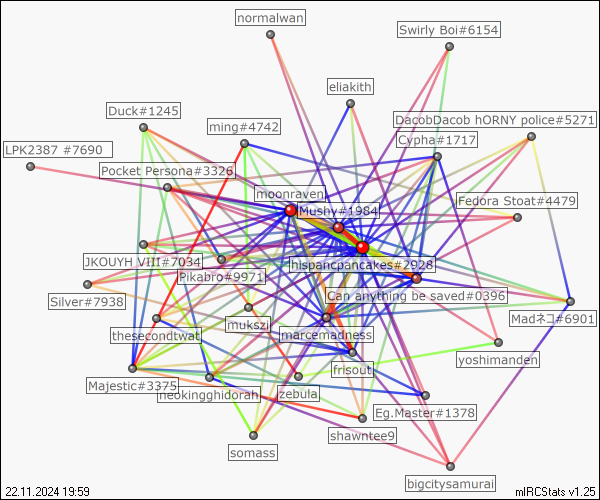 normalwan
Swirly Boi#6154
eliakith
Duck#1245
DacobDacob hORNY police#5271
ming#4742
Cypha#1717
LPK2387 #7690
Pocket Persona#3326
moonraven
Fedora Stoat#4479
Mushy#1984
JKOUYH VIII#7034
hispancpancakes#2928
Pikabro#9971
Silver#7938
Can anything be saved#0396
Madネコ#6901
mukszi
thesecondtwat
marcemadness
yoshimanden
frisout
Majestic#3375
neokingghidorah
zebula
Eg.Master#1378
shawntee9
somass
bigcitysamurai
22.11.2024 19:59
mIRCStats v1.25